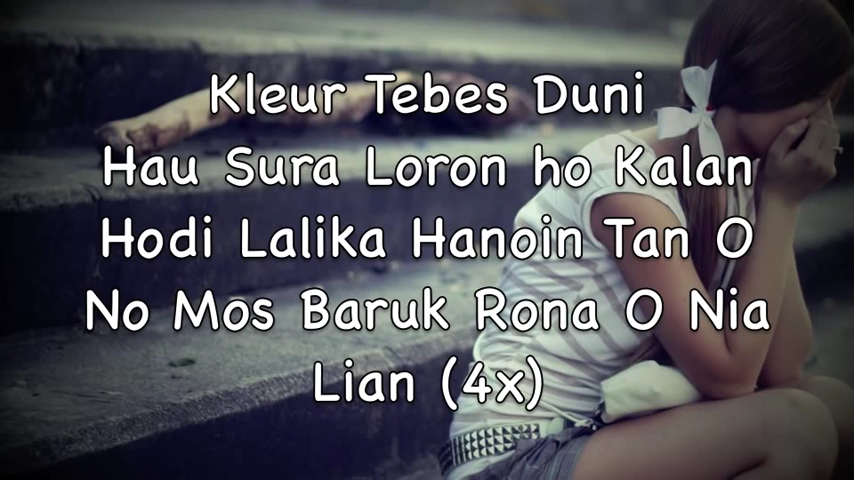 Kleur Tebes Duni
Hau Sura Loron ho Kalan
Hodi Lalika Hanoin Tan O
No Mos Baruk Rona O Nia
Lian (4x)